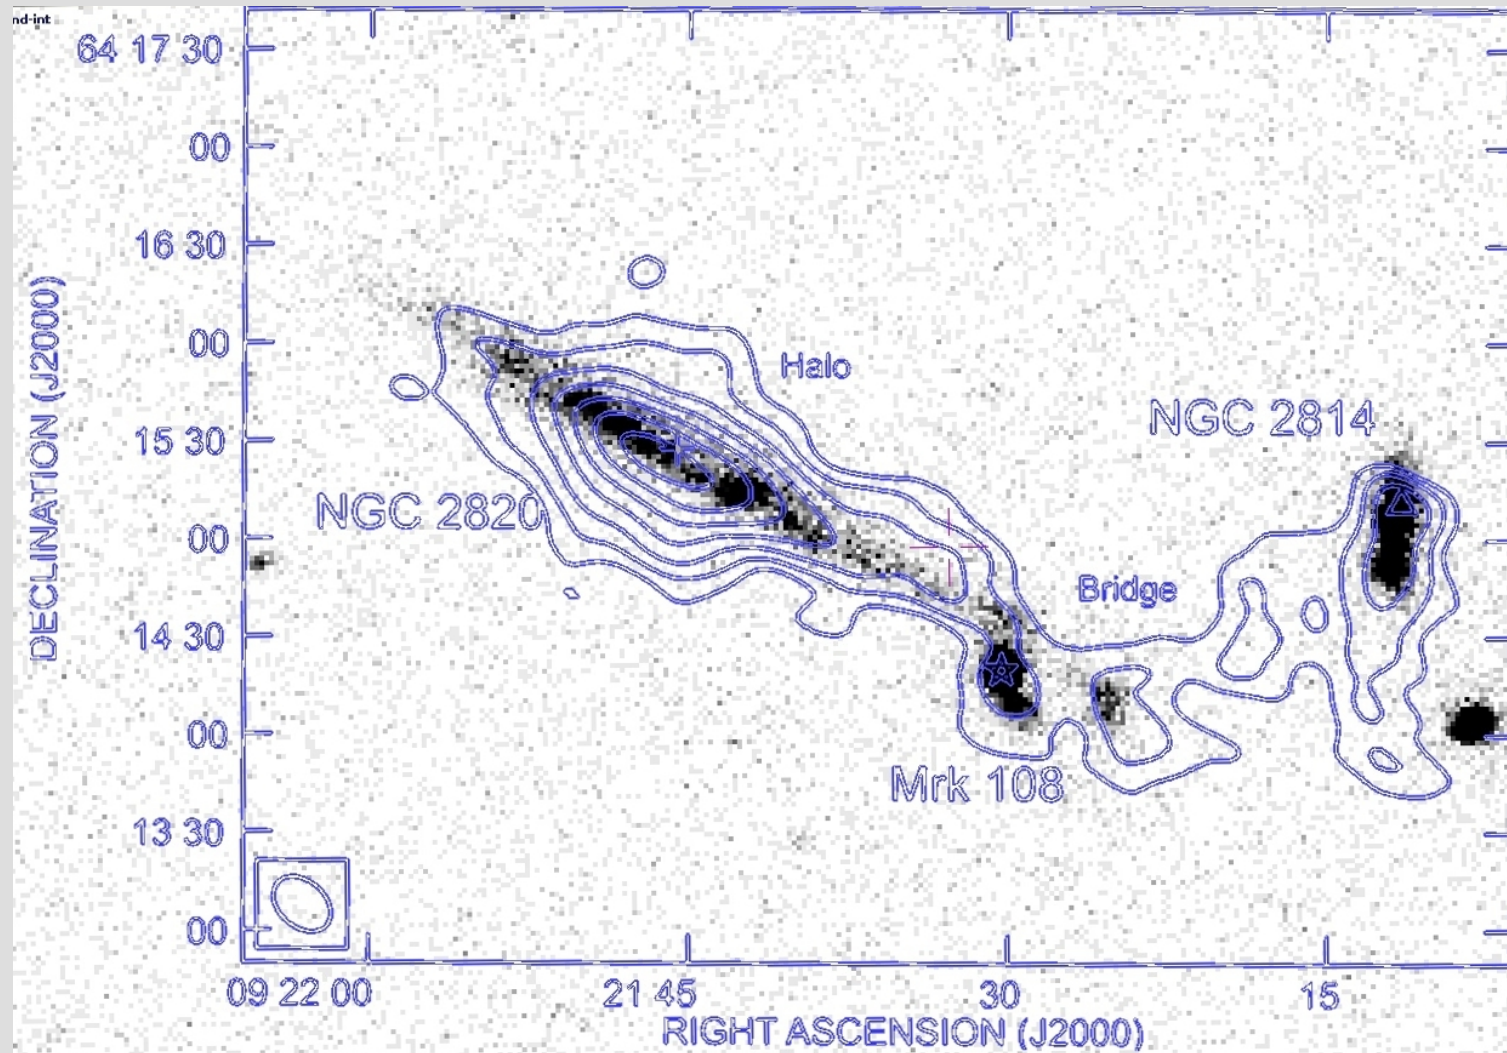 nd-int
64 17 30
00
16 30
00
Halo
NGC 2814
15 30
NGC 2820
00
Bridge
14 30
00
Mrk 108
13 30
00
09 22 00
21 45
30
15
RIGHT ASCENSION (J2000)
DECLINATION (J2000)